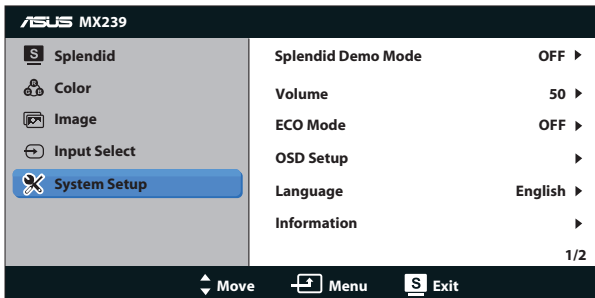 ASUS MX239
S Splendid
Color
Image
Input Select
System Setup
Splendid Demo Mode OFF
Volume 50
ECO Mode OFF
OSD Setup
Language English
Information
1/2
Move Menu S Exit